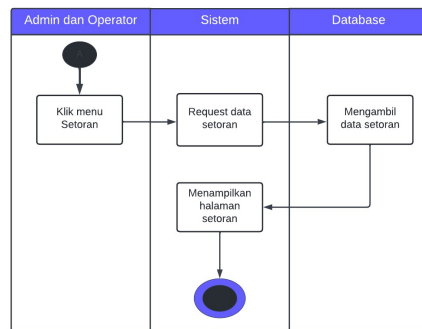 Admin dan Operator
Sistem
Database
Klik menu
Setoran
Request data
setoran
Mengambil
data setoran
Menampilkan
halaman
setoran